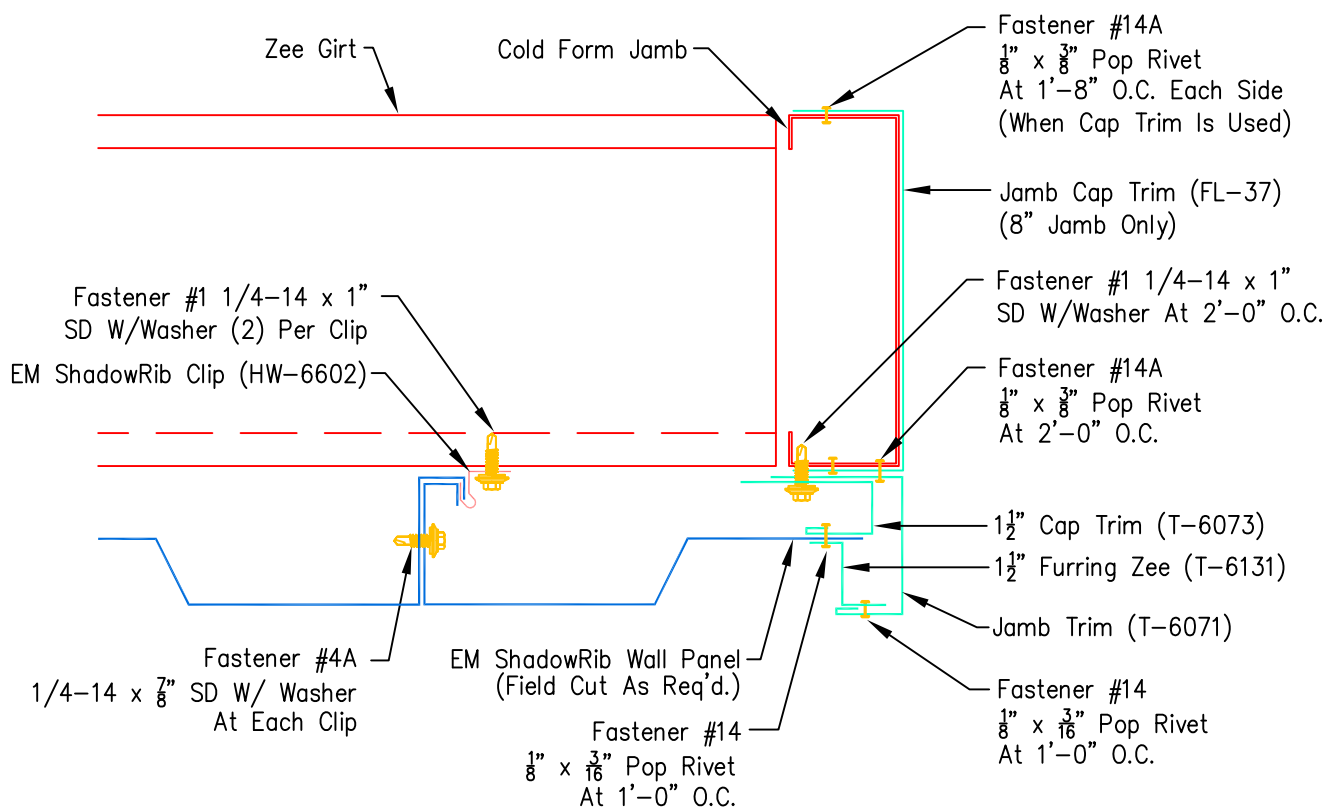 Zee Girt
Cold Form Jamb
Fastener #14A
1/8" x 3/8" Pop Rivet
At 1'-8" O.C. Each Side
(When Cap Trim Is Used)
Jamb Cap Trim (FL-37)
(8" Jamb Only)
Fastener #1 1/4-14 x 1"
SD W/Washer (2) Per Clip
EM ShadowRib Clip (HW-6602)
Fastener #1 1/4-14 x 1"
SD W/Washer At 2'-0" O.C.
Fastener #14A
1/8" x 3/8" Pop Rivet
At 2'-0" O.C.
1 1/2" Cap Trim (T-6073)
1 1/2" Furring Zee (T-6131)
Jamb Trim (T-6071)
Fastener #4A
1/4-14 x 7/8" SD W/ Washer
At Each Clip
EM ShadowRib Wall Panel
(Field Cut As Req'd.)
Fastener #14
1/8" x 3/16" Pop Rivet
At 1'-0" O.C.
Fastener #14
1/8" x 3/16" Pop Rivet
At 1'-0" O.C.